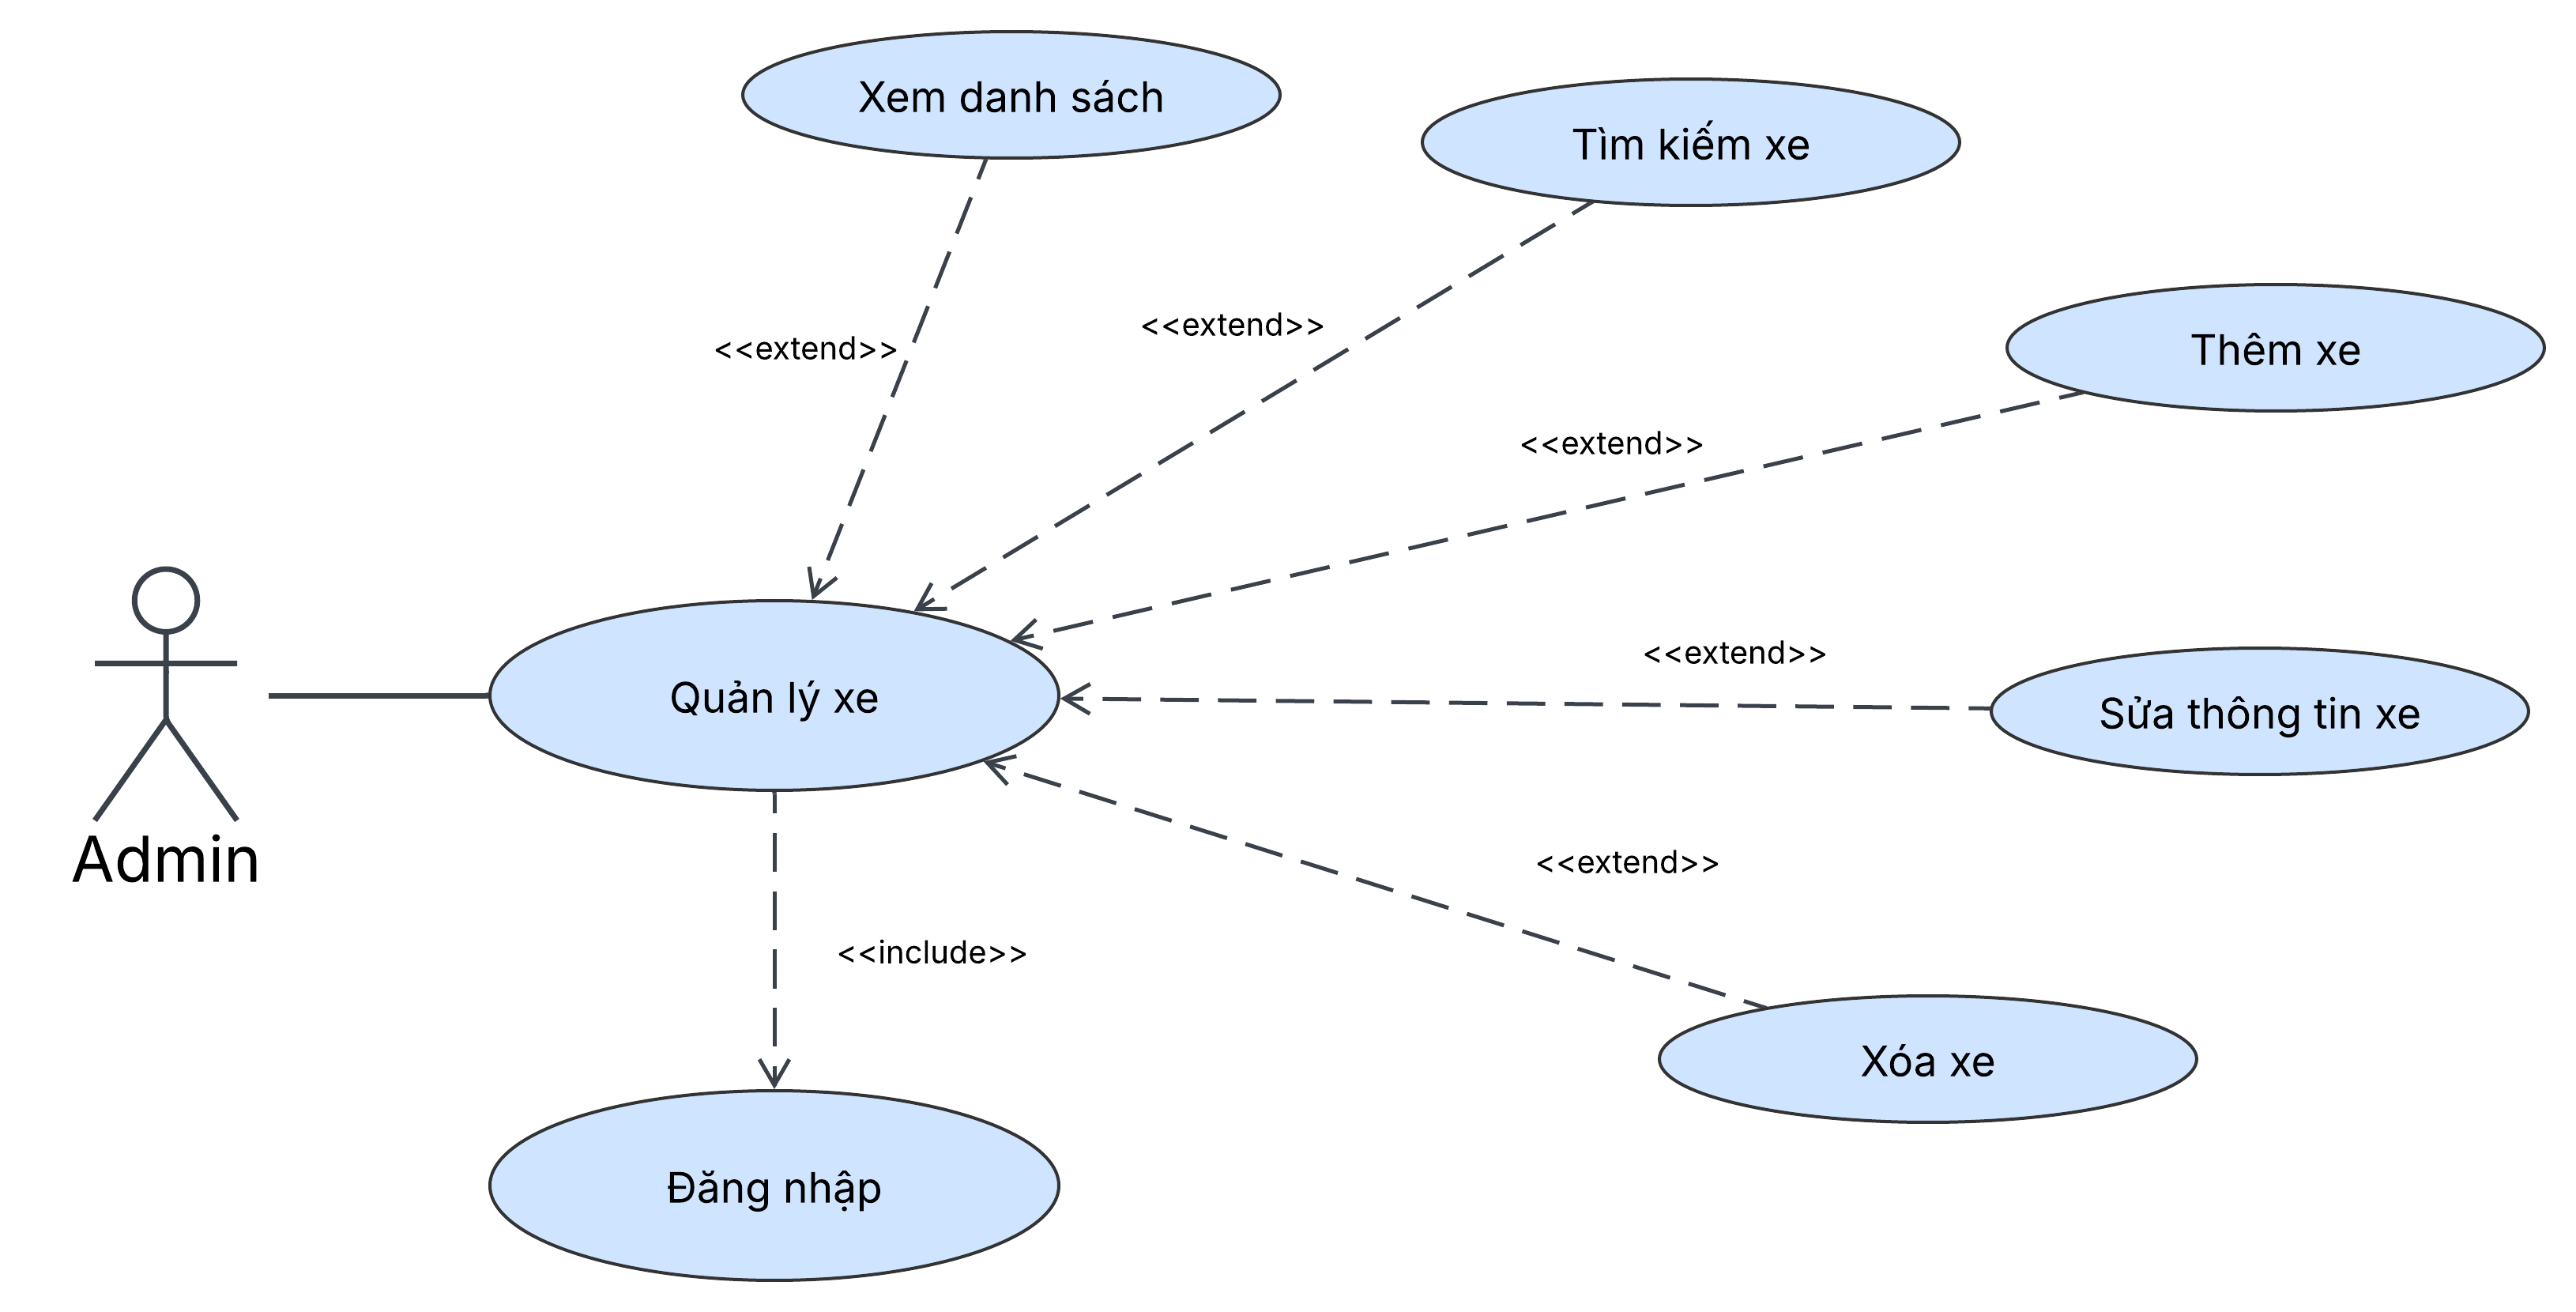 Xem danh sách
Tìm kiếm xe
<<extend>>
<<extend>>
Thêm xe
<<extend>>
<<extend>>
Quản lý xe
Sửa thông tin xe
Admin
<<extend>>
<<include>>
Xóa xe
Đăng nhập